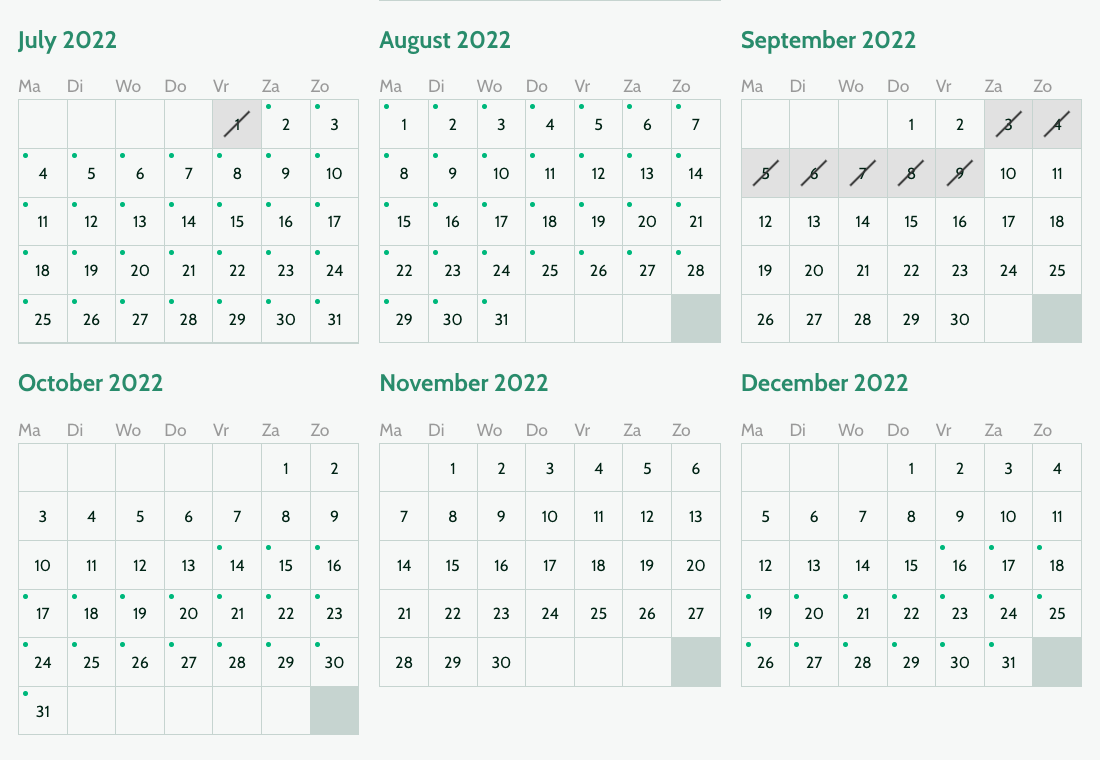 July 2022 August 2022 September 2022
Ma Di Wo Do Vr Za Zo Ma Di Wo Do Vr Za Zo Ma Di Wo Do Vr Za Zo
1 2 3 1 2 3 4 5 6 7 1 2 3 4
4 5 6 7 8 9 10 8 9 10 11 12 13 14 5 6 7 8 9 10 11
11 12 13 14 15 16 17 15 16 17 18 19 20 21 12 13 14 15 16 17 18
18 19 20 21 22 23 24 22 23 24 25 26 27 28 19 20 21 22 23 24 25
25 26 27 28 29 30 31 29 30 31 26 27 28 29 30
October 2022 November 2022 December 2022
Ma Di Wo Do Vr Za Zo Ma Di Wo Do Vr Za Zo Ma Di Wo Do Vr Za Zo
1 2 1 2 3 4 5 6 1 2 3 4
3 4 5 6 7 8 9 7 8 9 10 11 12 13 5 6 7 8 9 10 11
10 11 12 13 14 15 16 14 15 16 17 18 19 20 12 13 14 15 16 17 18
17 18 19 20 21 22 23 21 22 23 24 25 26 27 19 20 21 22 23 24 25
24 25 26 27 28 29 30 28 29 30 26 27 28 29 30 31
31